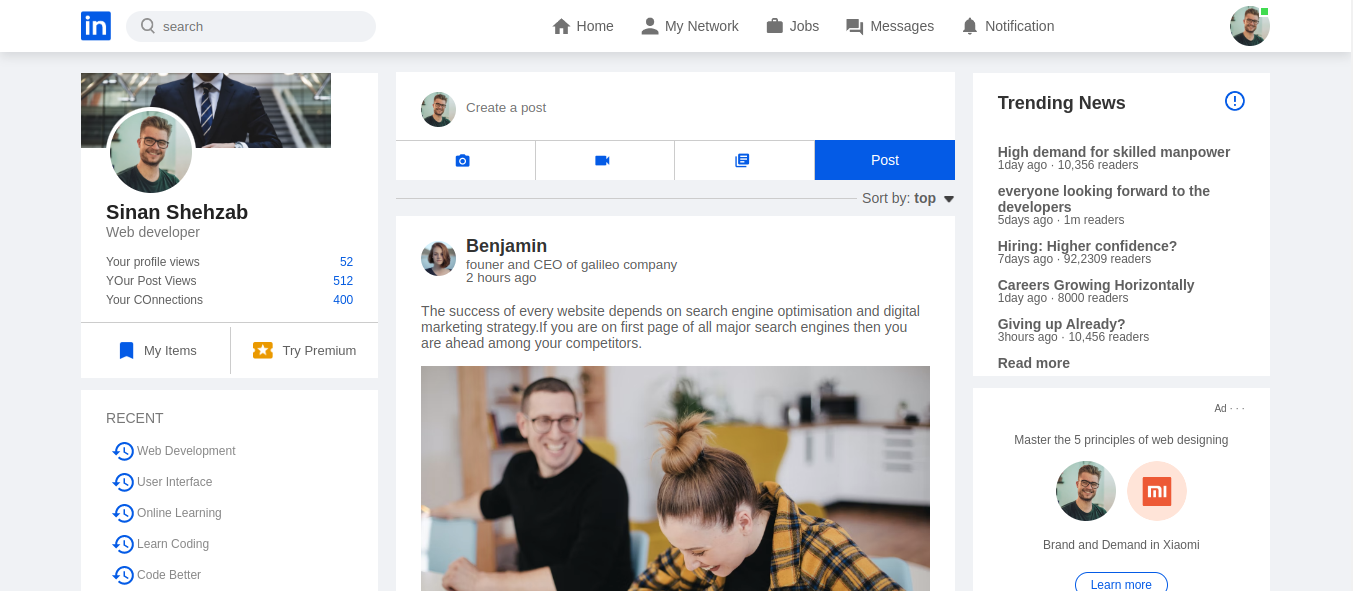 in
search
Home
My Network
Jobs
Messages
Notification
Sinan Shehzab
Web developer
Your profile views 52
YOur Post Views 512
Your COnnections 400
My Items
Try Premium
RECENT
Web Development
User Interface
Online Learning
Learn Coding
Code Better
Create a post
Post
Sort by: top
Benjamin
founer and CEO of galileo company
2 hours ago
The success of every website depends on search engine optimisation and digital
marketing strategy.If you are on first page of all major search engines then you
are ahead among your competitors.
Trending News
High demand for skilled manpower
1day ago · 10,356 readers
everyone looking forward to the
developers
5days ago · 1m readers
Hiring: Higher confidence?
7days ago · 92,2309 readers
Careers Growing Horizontally
1day ago · 8000 readers
Giving up Already?
3hours ago · 10,456 readers
Read more
Ad · · ·
Master the 5 principles of web designing
mi
Brand and Demand in Xiaomi
Learn more